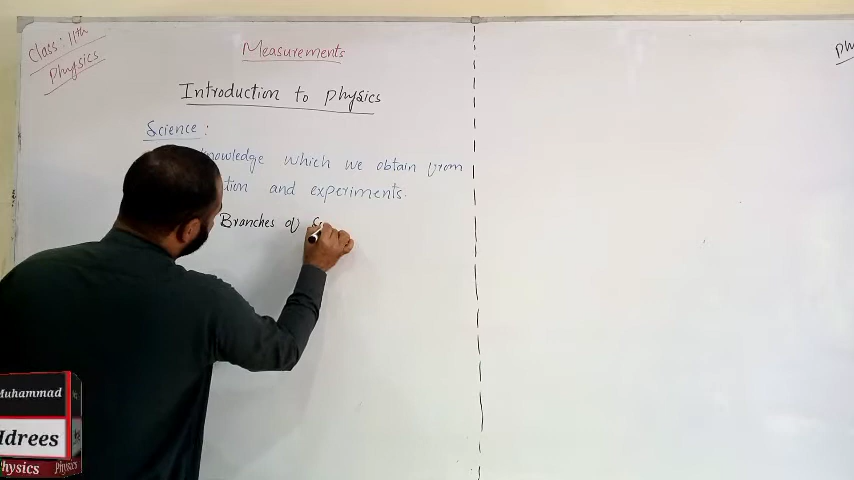 Class: 11th
Physics
Measurements
Introduction to physics
Science:
knowledge which we obtain from
and experiments.
Branches of
Muhammad
Idrees
Physics Physics